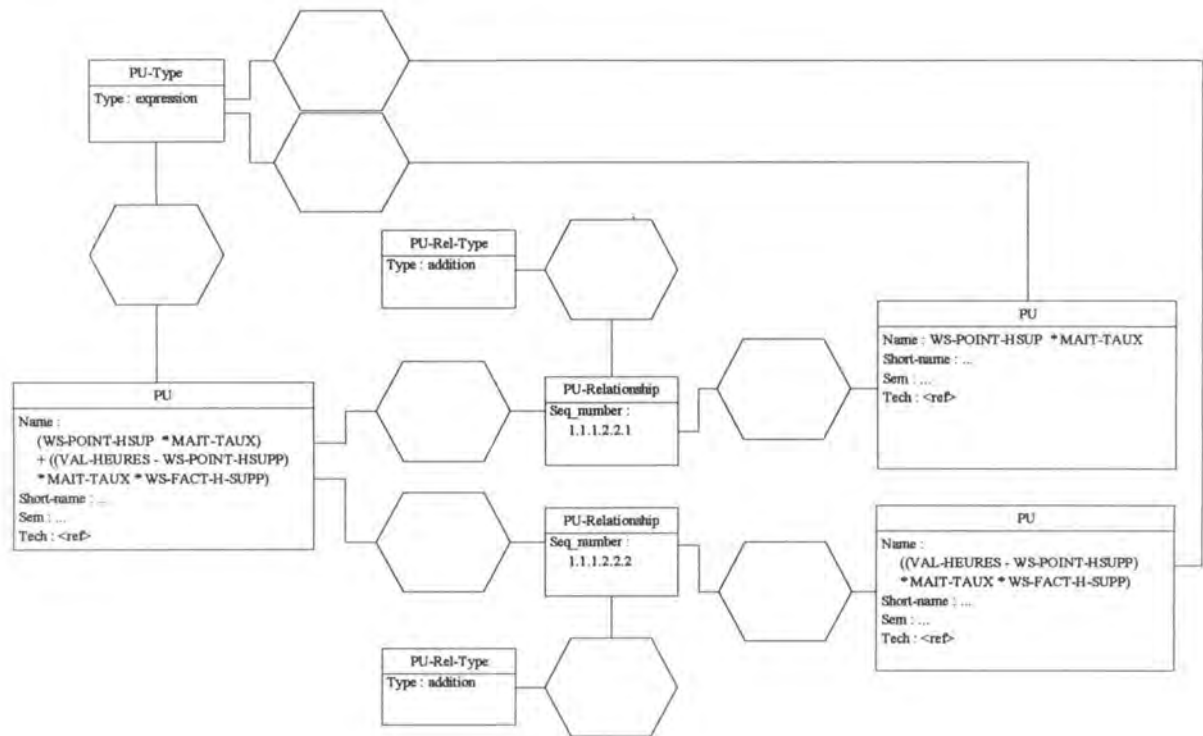 PU-Type
Type : expression
PU-Rel-Type
Type : addition
PU
Name : WS-POINT-HSUP * MAIT-TAUX
Short-name : ...
Sem : ...
Tech : <ref>
PU
Name :
(WS-POINT-HSUP * MAIT-TAUX)
+ ((VAL-HEURES - WS-POINT-HSUPP)
* MAIT-TAUX * WS-FACT-H-SUPP)
Short-name : ...
Sem : ...
Tech : <ref>
PU-Relationship
Seq_number :
1.1.1.2.2.1
PU-Relationship
Seq_number :
1.1.1.2.2.2
PU
Name :
((VAL-HEURES - WS-POINT-HSUPP)
* MAIT-TAUX * WS-FACT-H-SUPP)
Short-name : ...
Sem : ...
Tech : <ref>
PU-Rel-Type
Type : addition